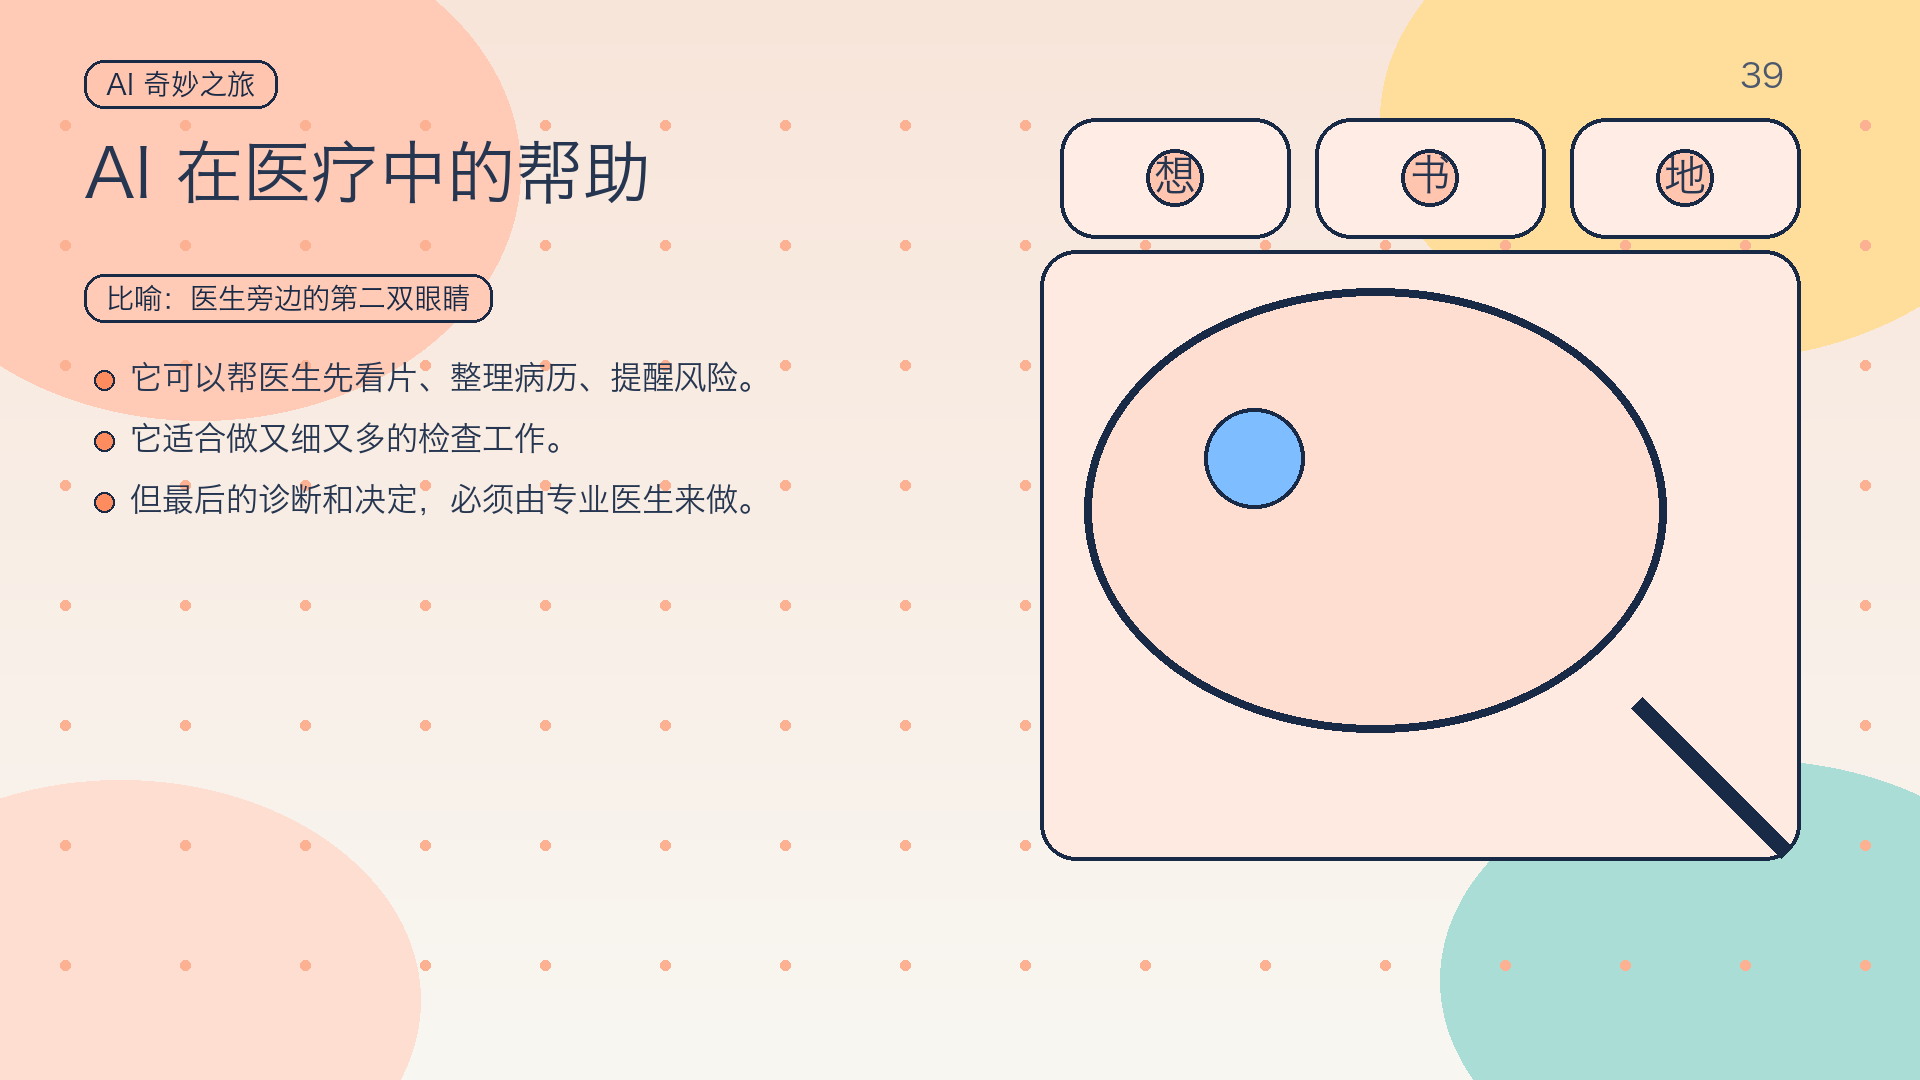 AI 奇妙之旅
39
AI 在医疗中的帮助
想 书 地
比喻：医生旁边的第二双眼睛
它可以帮医生先看片、整理病历、提醒风险。
它适合做又细又多的检查工作。
但最后的诊断和决定，必须由专业医生来做。